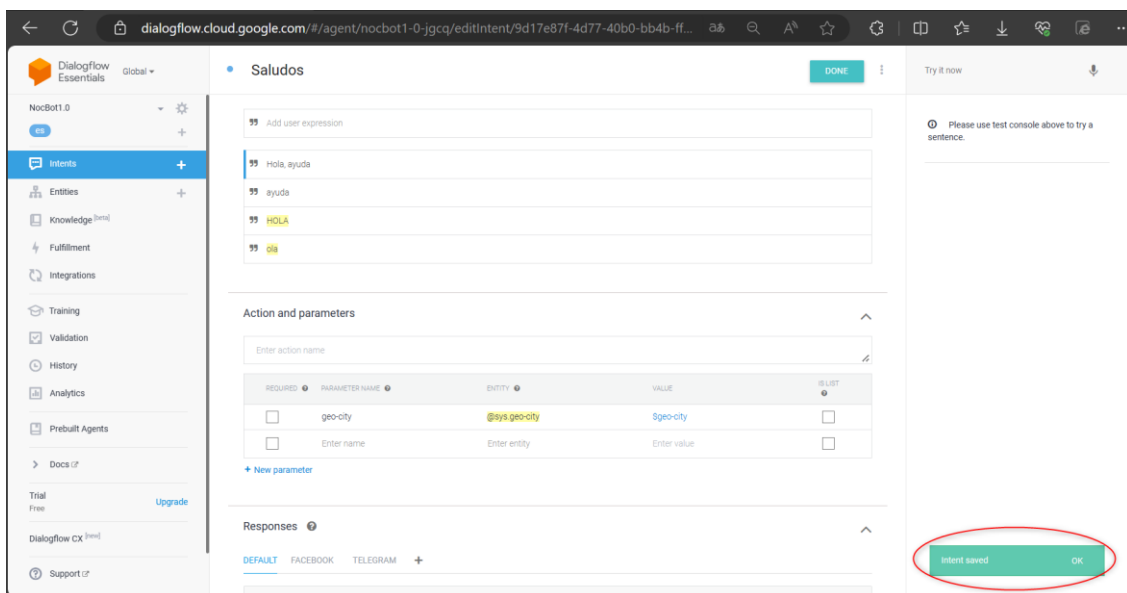 dialogflow.cloud.google.com/#/agent/nocbot1-0-jgcq/editIntent/9d17e87f-4d77-40b0-bb4b-ff...
Dialogflow
Essentials
Global
Saludos
DONE
Try it now
NocBot1.0
es
Add user expression
Please use test console above to try a
sentence.
Intents
Hola, ayuda
Entities
ayuda
Knowledge [beta]
HOLA
Fulfillment
ola
Integrations
Training
Action and parameters
Validation
Enter action name
History
REQUIRED PARAMETER NAME ENTITY VALUE IS LIST
Analytics
geo-city @sys.geo-city $geo-city
Prebuilt Agents
Enter name Enter entity Enter value
Docs
+ New parameter
Trial
Free
Upgrade
Responses
Dialogflow CX [new]
DEFAULT FACEBOOK TELEGRAM +
Intent saved OK
Support